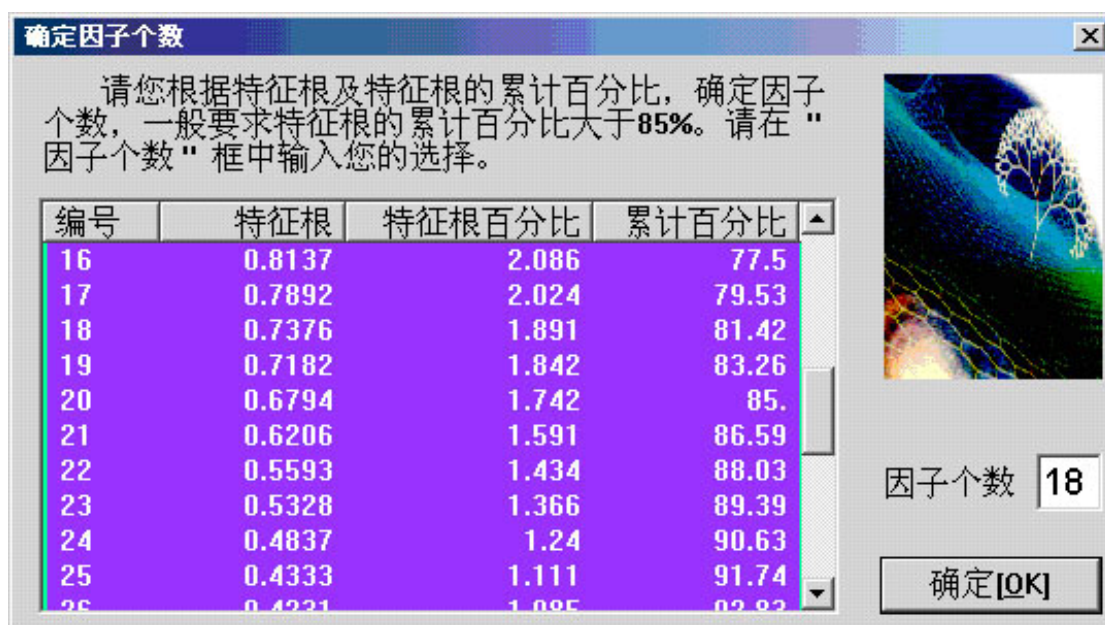 确定因子个数
请您根据特征根及特征根的累计百分比，确定因子
个数，一般要求特征根的累计百分比大于85%。请在"
因子个数"框中输入您的选择。
编号 特征根 特征根百分比 累计百分比
16 0.8137 2.086 77.5
17 0.7892 2.024 79.53
18 0.7376 1.891 81.42
19 0.7182 1.842 83.26
20 0.6794 1.742 85.
21 0.6206 1.591 86.59
22 0.5593 1.434 88.03
23 0.5328 1.366 89.39
24 0.4837 1.24 90.63
25 0.4333 1.111 91.74
26 0.4231 1.085 92.83
因子个数 18
确定[OK]